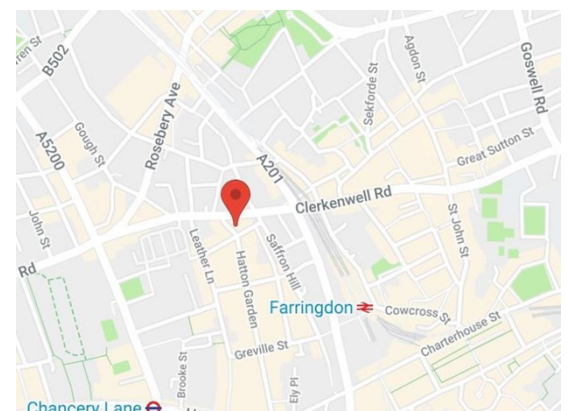 B502
Rosebery Ave
A5200
Gough St
A201
Sekforde St
Agdon St
Goswell Rd
Great Sutton St
Clerkenwell Rd
John St
Leather Ln
Hatton Garden
Saffron Hill
St John St
Rd
Farringdon
Cowcross St
Charterhouse St
Greville St
Brooke St
Ely Pl
Chancery Lane